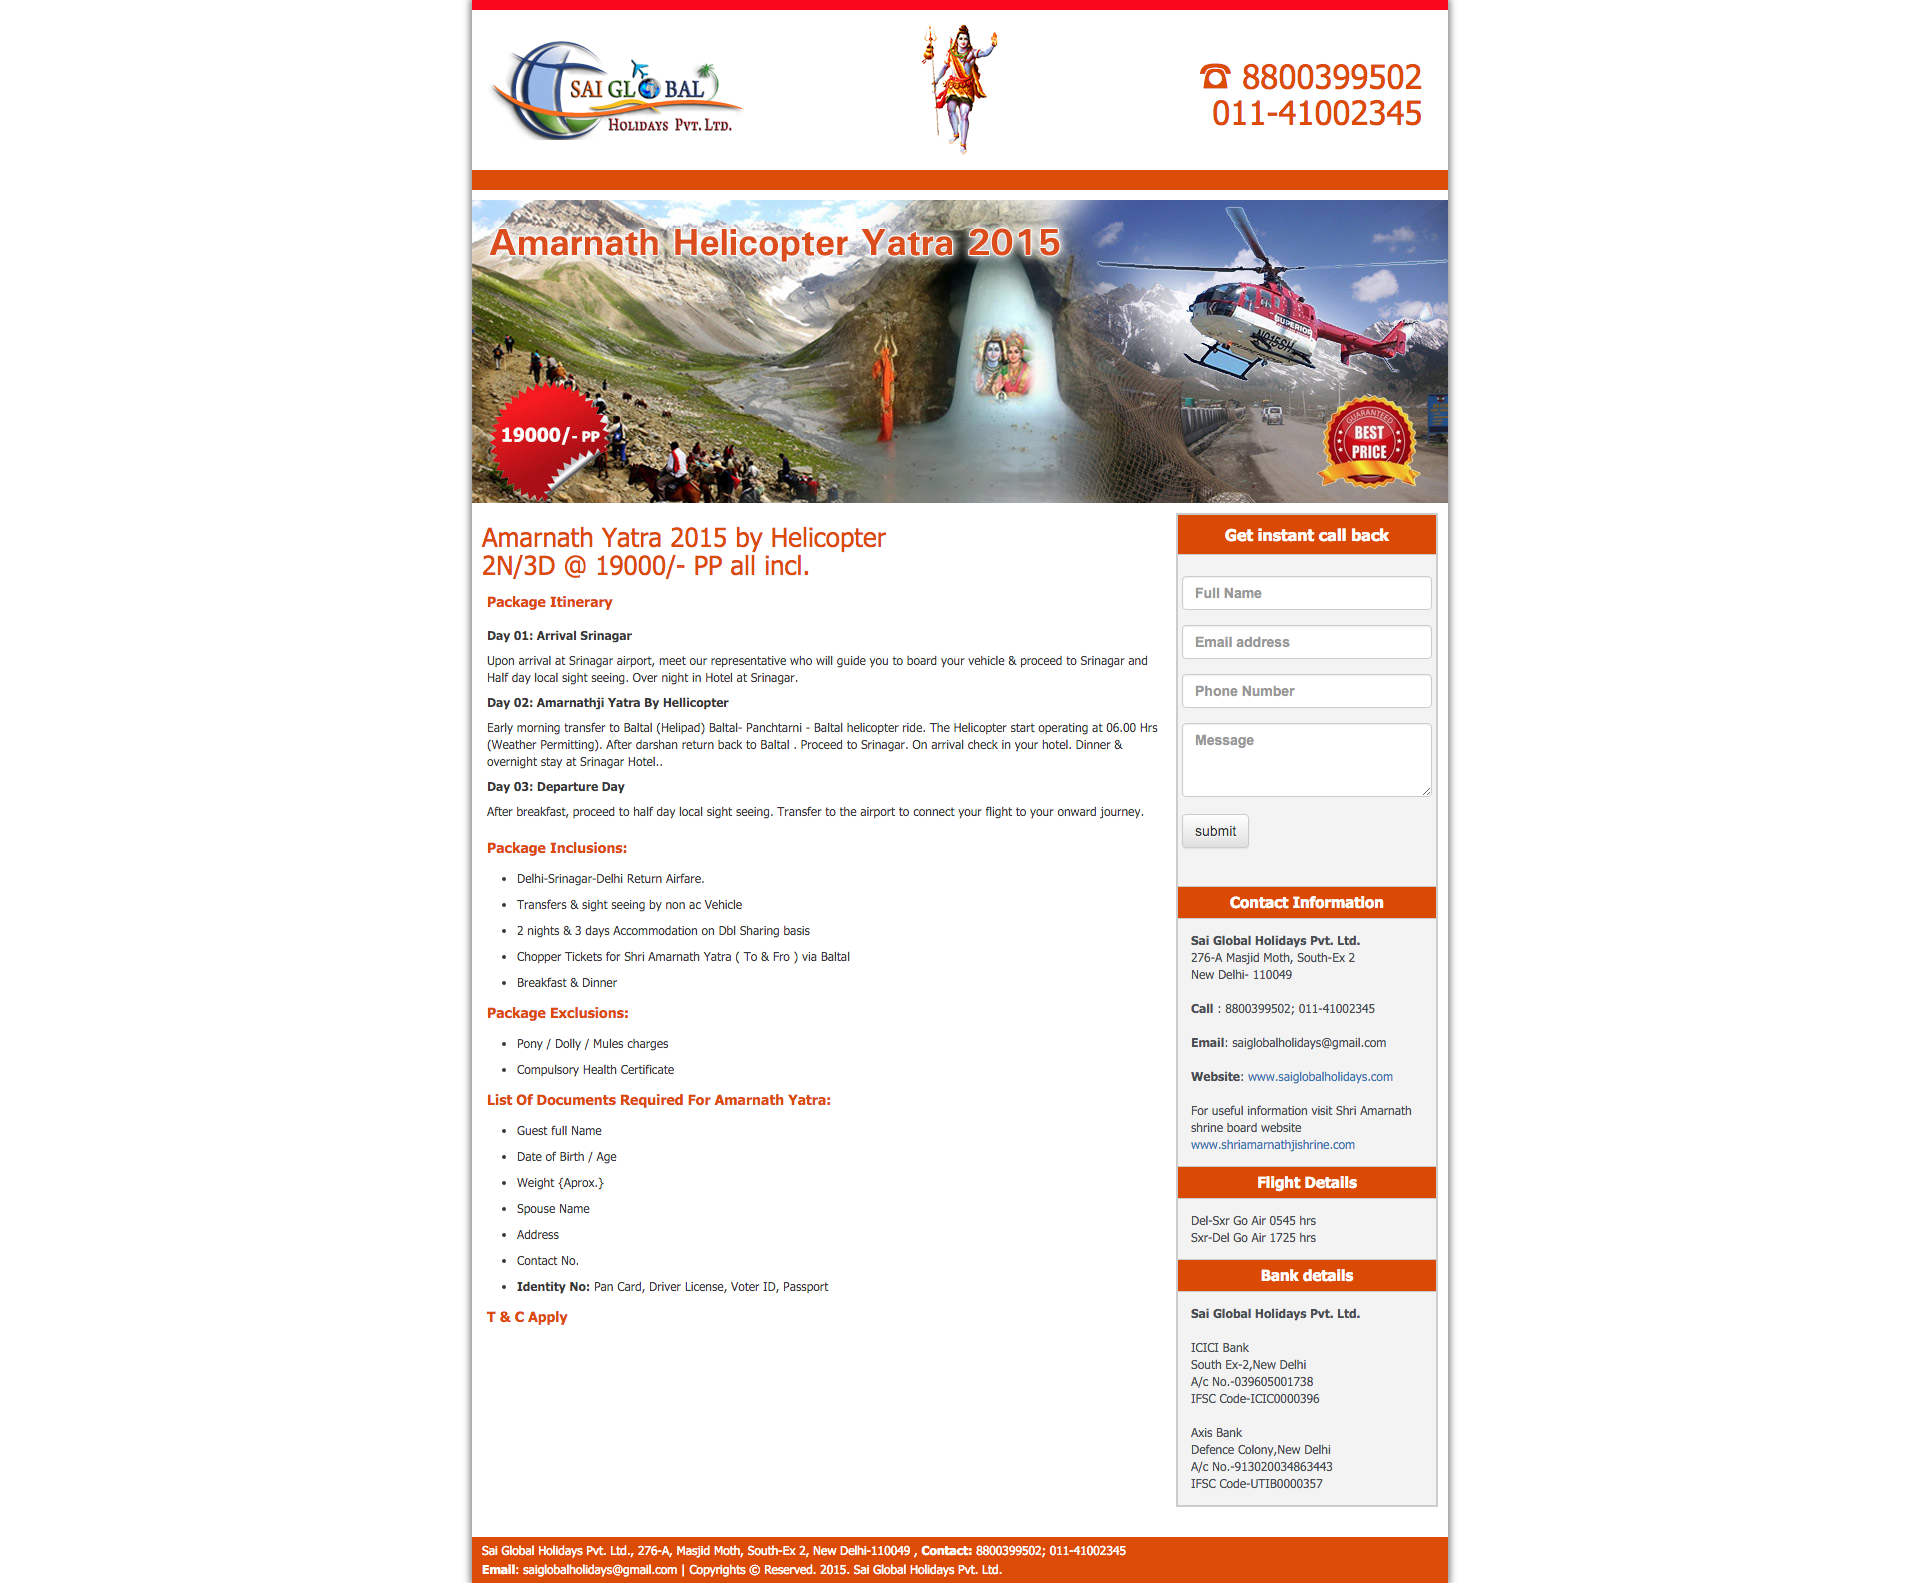 SAI GLOBAL
HOLIDAYS PVT. LTD.
8800399502
011-41002345
Amarnath Helicopter Yatra 2015
SUPERIOR
N915SH
19000/- PP
GUARANTEED
BEST
PRICE
Amarnath Yatra 2015 by Helicopter
2N/3D @ 19000/- PP all incl.
Package Itinerary
Day 01: Arrival Srinagar
Upon arrival at Srinagar airport, meet our representative who will guide you to board your vehicle & proceed to Srinagar and
Half day local sight seeing. Over night in Hotel at Srinagar.
Day 02: Amarnathji Yatra By Hellicopter
Early morning transfer to Baltal (Helipad) Baltal- Panchtarni - Baltal helicopter ride. The Helicopter start operating at 06.00 Hrs
(Weather Permitting). After darshan return back to Baltal . Proceed to Srinagar. On arrival check in your hotel. Dinner &
overnight stay at Srinagar Hotel..
Day 03: Departure Day
After breakfast, proceed to half day local sight seeing. Transfer to the airport to connect your flight to your onward journey.
Package Inclusions:
Delhi-Srinagar-Delhi Return Airfare.
Transfers & sight seeing by non ac Vehicle
2 nights & 3 days Accommodation on Dbl Sharing basis
Chopper Tickets for Shri Amarnath Yatra ( To & Fro ) via Baltal
Breakfast & Dinner
Package Exclusions:
Pony / Dolly / Mules charges
Compulsory Health Certificate
List Of Documents Required For Amarnath Yatra:
Guest full Name
Date of Birth / Age
Weight {Aprox.}
Spouse Name
Address
Contact No.
Identity No: Pan Card, Driver License, Voter ID, Passport
T & C Apply
Get instant call back
Full Name
Email address
Phone Number
Message
submit
Contact Information
Sai Global Holidays Pvt. Ltd.
276-A Masjid Moth, South-Ex 2
New Delhi- 110049
Call : 8800399502; 011-41002345
Email: saiglobalholidays@gmail.com
Website: www.saiglobalholidays.com
For useful information visit Shri Amarnath
shrine board website
www.shriamarnathjishrine.com
Flight Details
Del-Sxr Go Air 0545 hrs
Sxr-Del Go Air 1725 hrs
Bank details
Sai Global Holidays Pvt. Ltd.
ICICI Bank
South Ex-2,New Delhi
A/c No.-039605001738
IFSC Code-ICIC0000396
Axis Bank
Defence Colony,New Delhi
A/c No.-913020034863443
IFSC Code-UTIB0000357
Sai Global Holidays Pvt. Ltd., 276-A, Masjid Moth, South-Ex 2, New Delhi-110049 , Contact: 8800399502; 011-41002345
Email: saiglobalholidays@gmail.com | Copyrights © Reserved. 2015. Sai Global Holidays Pvt. Ltd.